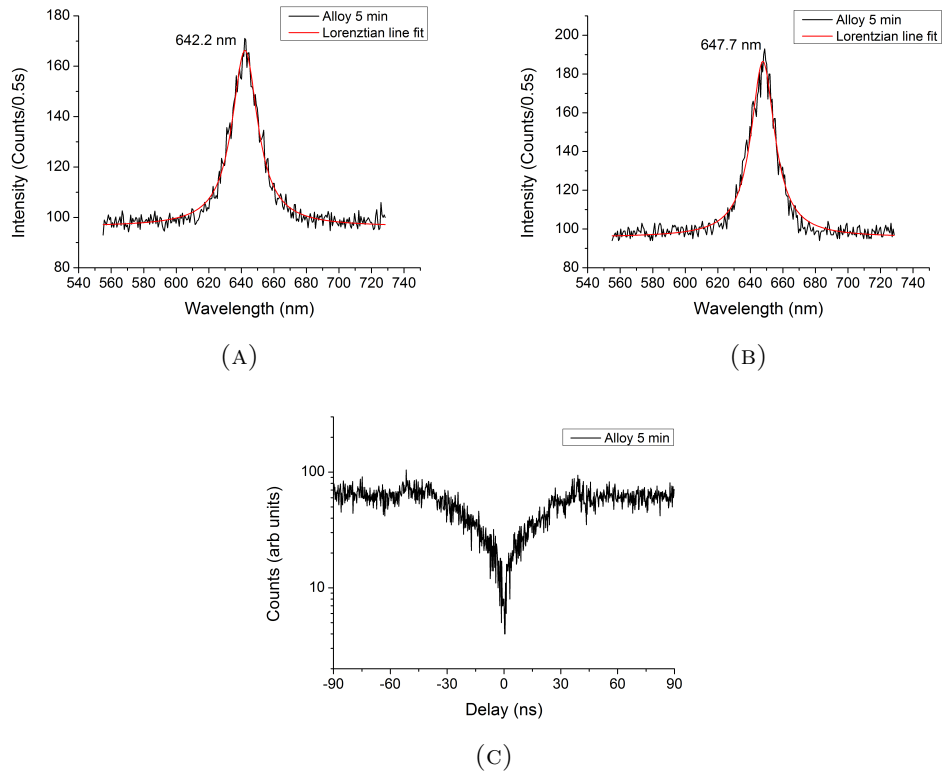 Alloy 5 min
Lorenztian line fit
642.2 nm
Intensity (Counts/0.5s)
180
160
140
120
100
80
540 560 580 600 620 640 660 680 700 720 740
Wavelength (nm)
(A)
Alloy 5 min
Lorentzian line fit
647.7 nm
Intensity (Counts/0.5s)
200
180
160
140
120
100
80
540 560 580 600 620 640 660 680 700 720 740
Wavelength (nm)
(B)
Alloy 5 min
Counts (arb units)
100
10
-90 -60 -30 0 30 60 90
Delay (ns)
(C)